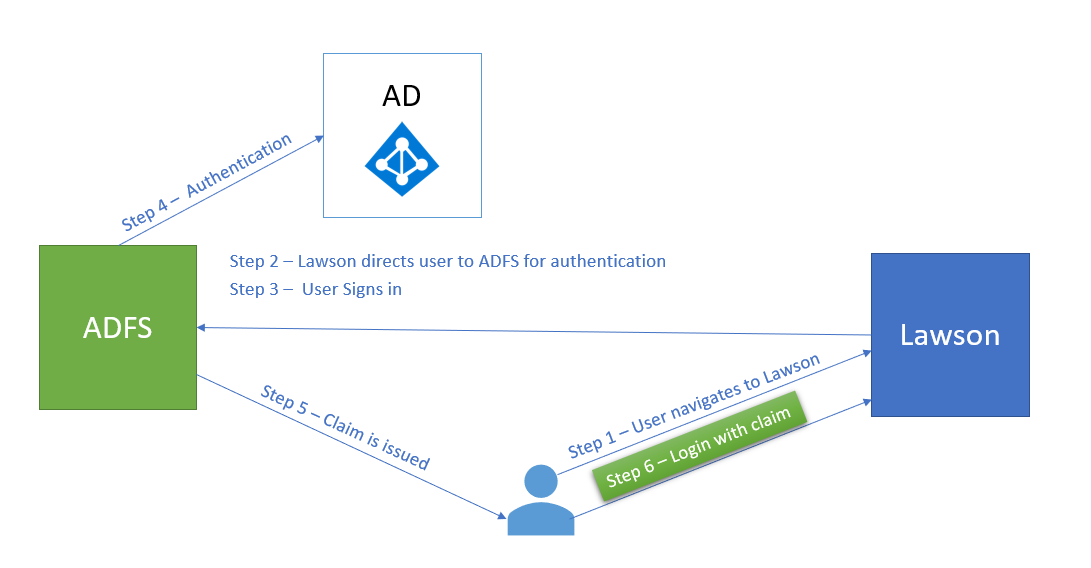 AD
Step 4 – Authentication
Step 2 – Lawson directs user to ADFS for authentication
Step 3 – User Signs in
ADFS
Lawson
Step 5 – Claim is issued
Step 1 – User navigates to Lawson
Step 6 – Login with claim